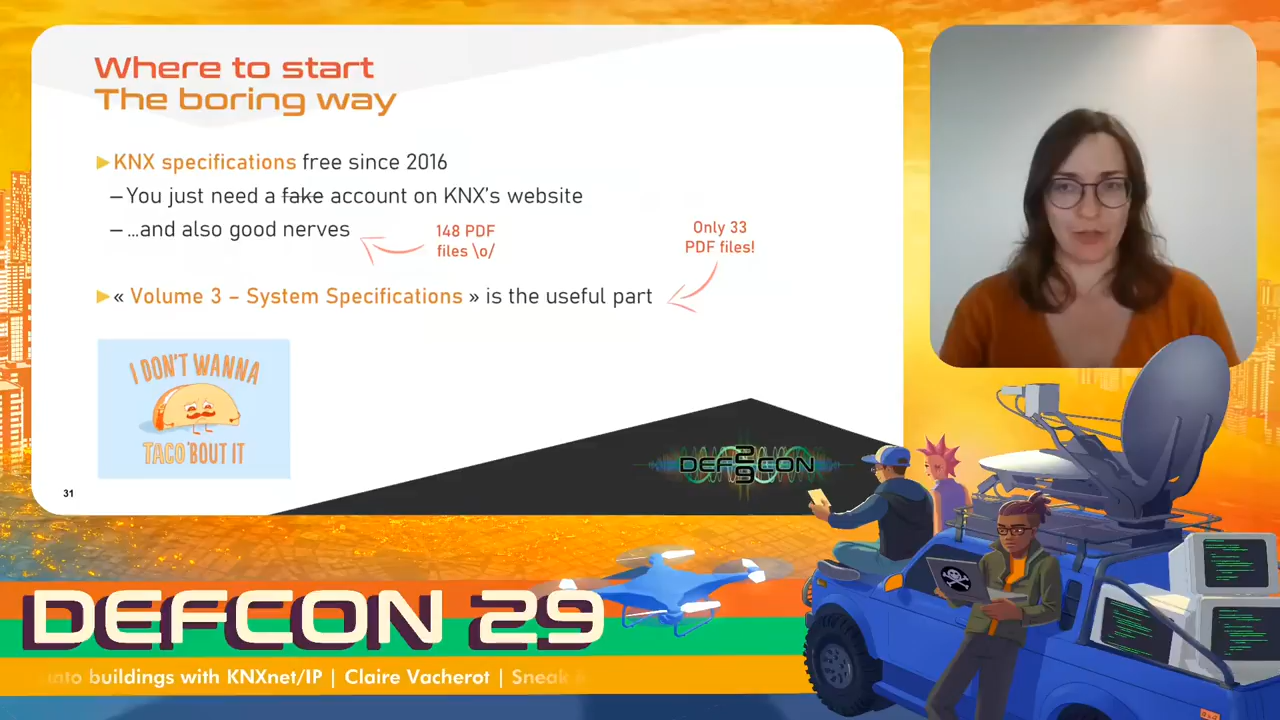 Where to start
The boring way
KNX specifications free since 2016
– You just need a fake account on KNX's website
– ...and also good nerves
148 PDF
files \o/
Only 33
PDF files!
« Volume 3 – System Specifications » is the useful part
I DON'T WANNA
TACO 'BOUT IT
31
DEFCON
29
DEFCON 29
buildings with KNXnet/IP | Claire Vacherot | Sneak